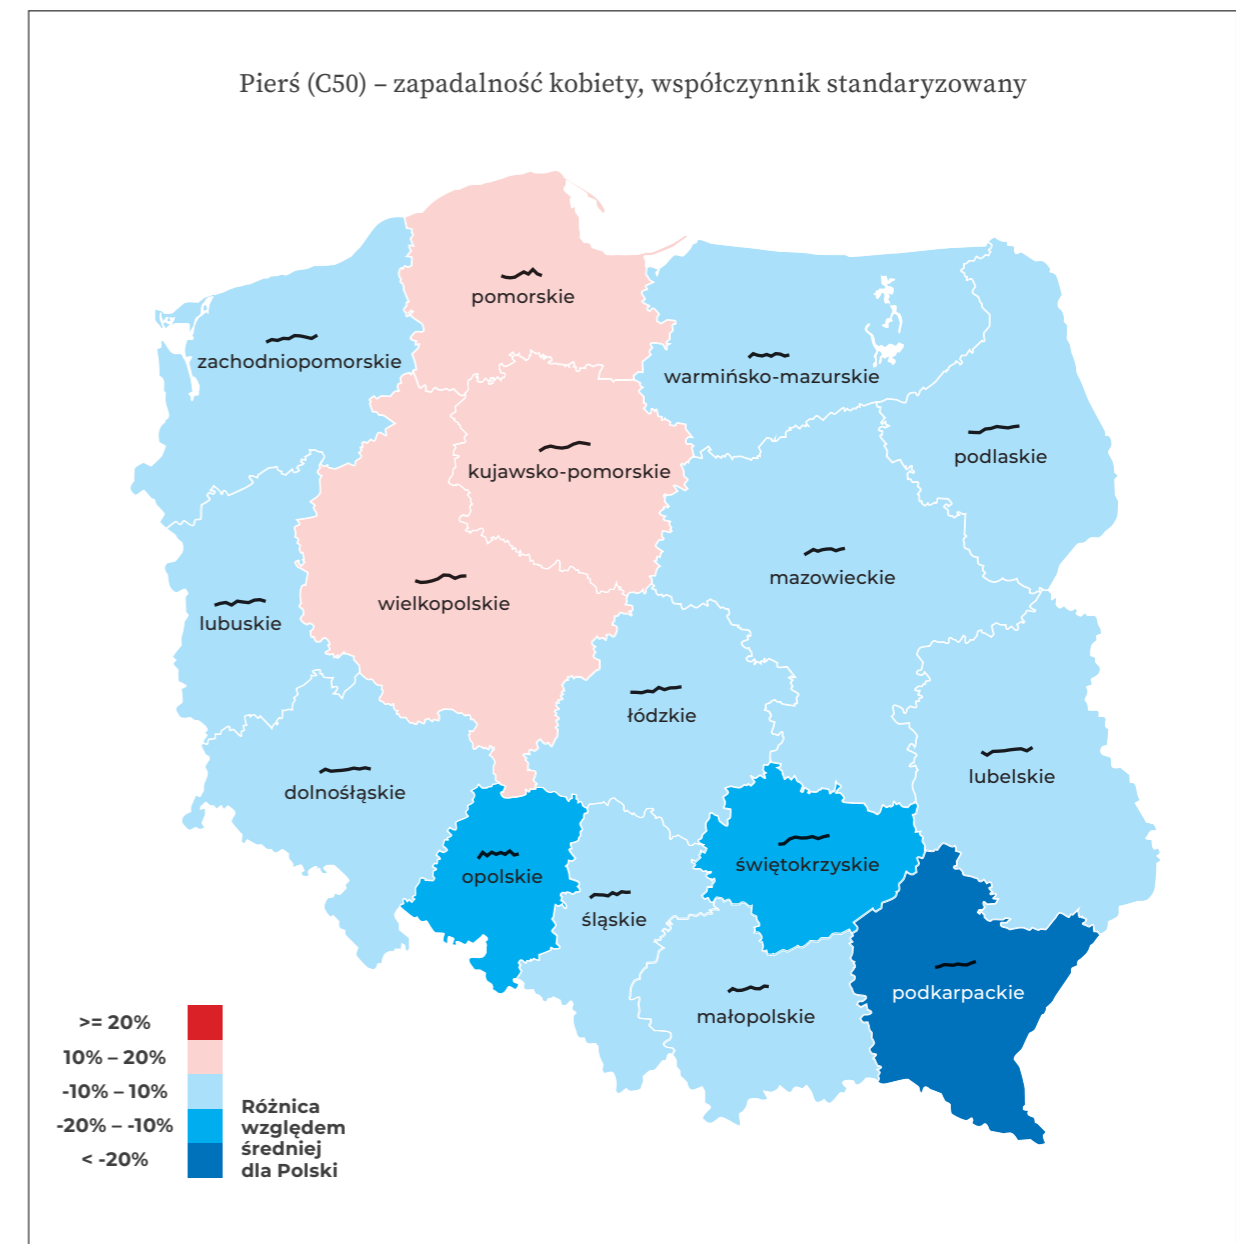 Pierś (C50) – zapadalność kobiety, współczynnik standaryzowany
pomorskie
zachodniopomorskie
warmińsko-mazurskie
podlaskie
kujawsko-pomorskie
mazowieckie
wielkopolskie
lubuskie
łódzkie
lubelskie
dolnośląskie
świętokrzyskie
opolskie
śląskie
podkarpackie
małopolskie
>= 20%
10% – 20%
-10% – 10%
-20% – -10%
< -20%
Różnica
względem
średniej
dla Polski